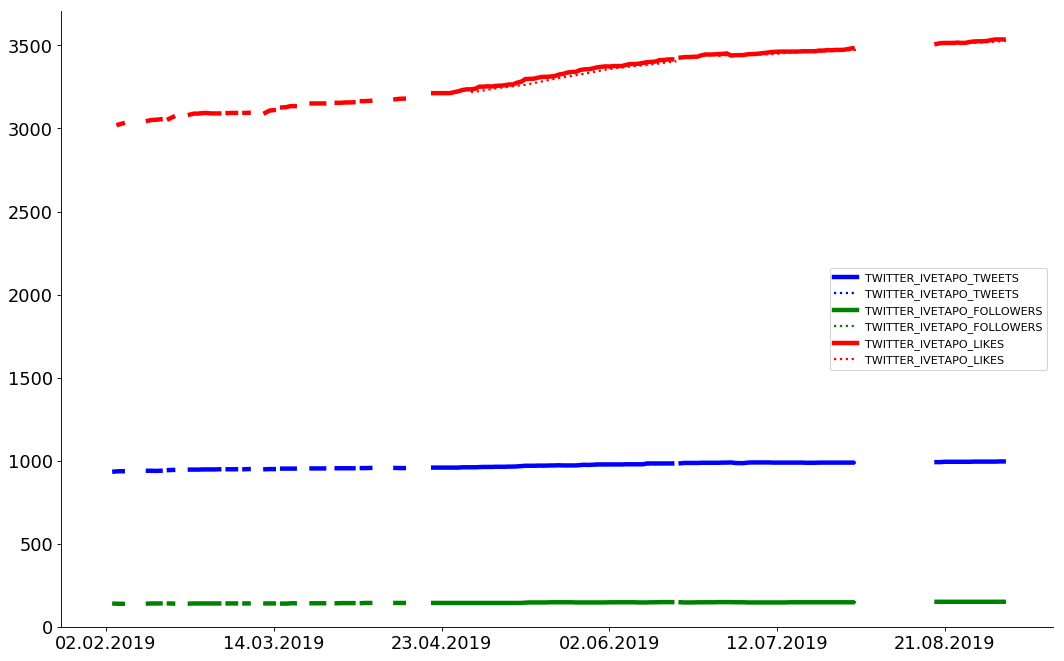 3500
3000
2500
2000
1500
1000
500
0
TWITTER_IVETAPO_TWEETS
TWITTER_IVETAPO_TWEETS
TWITTER_IVETAPO_FOLLOWERS
TWITTER_IVETAPO_FOLLOWERS
TWITTER_IVETAPO_LIKES
TWITTER_IVETAPO_LIKES
02.02.2019 14.03.2019 23.04.2019 02.06.2019 12.07.2019 21.08.2019